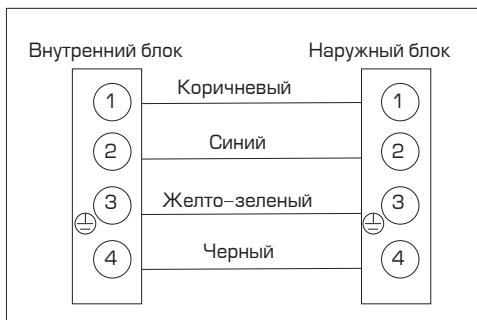 Внутренний блок Наружный блок
1 Коричневый 1
2 Синий 2
3 Желто-зеленый 3
4 Черный 4